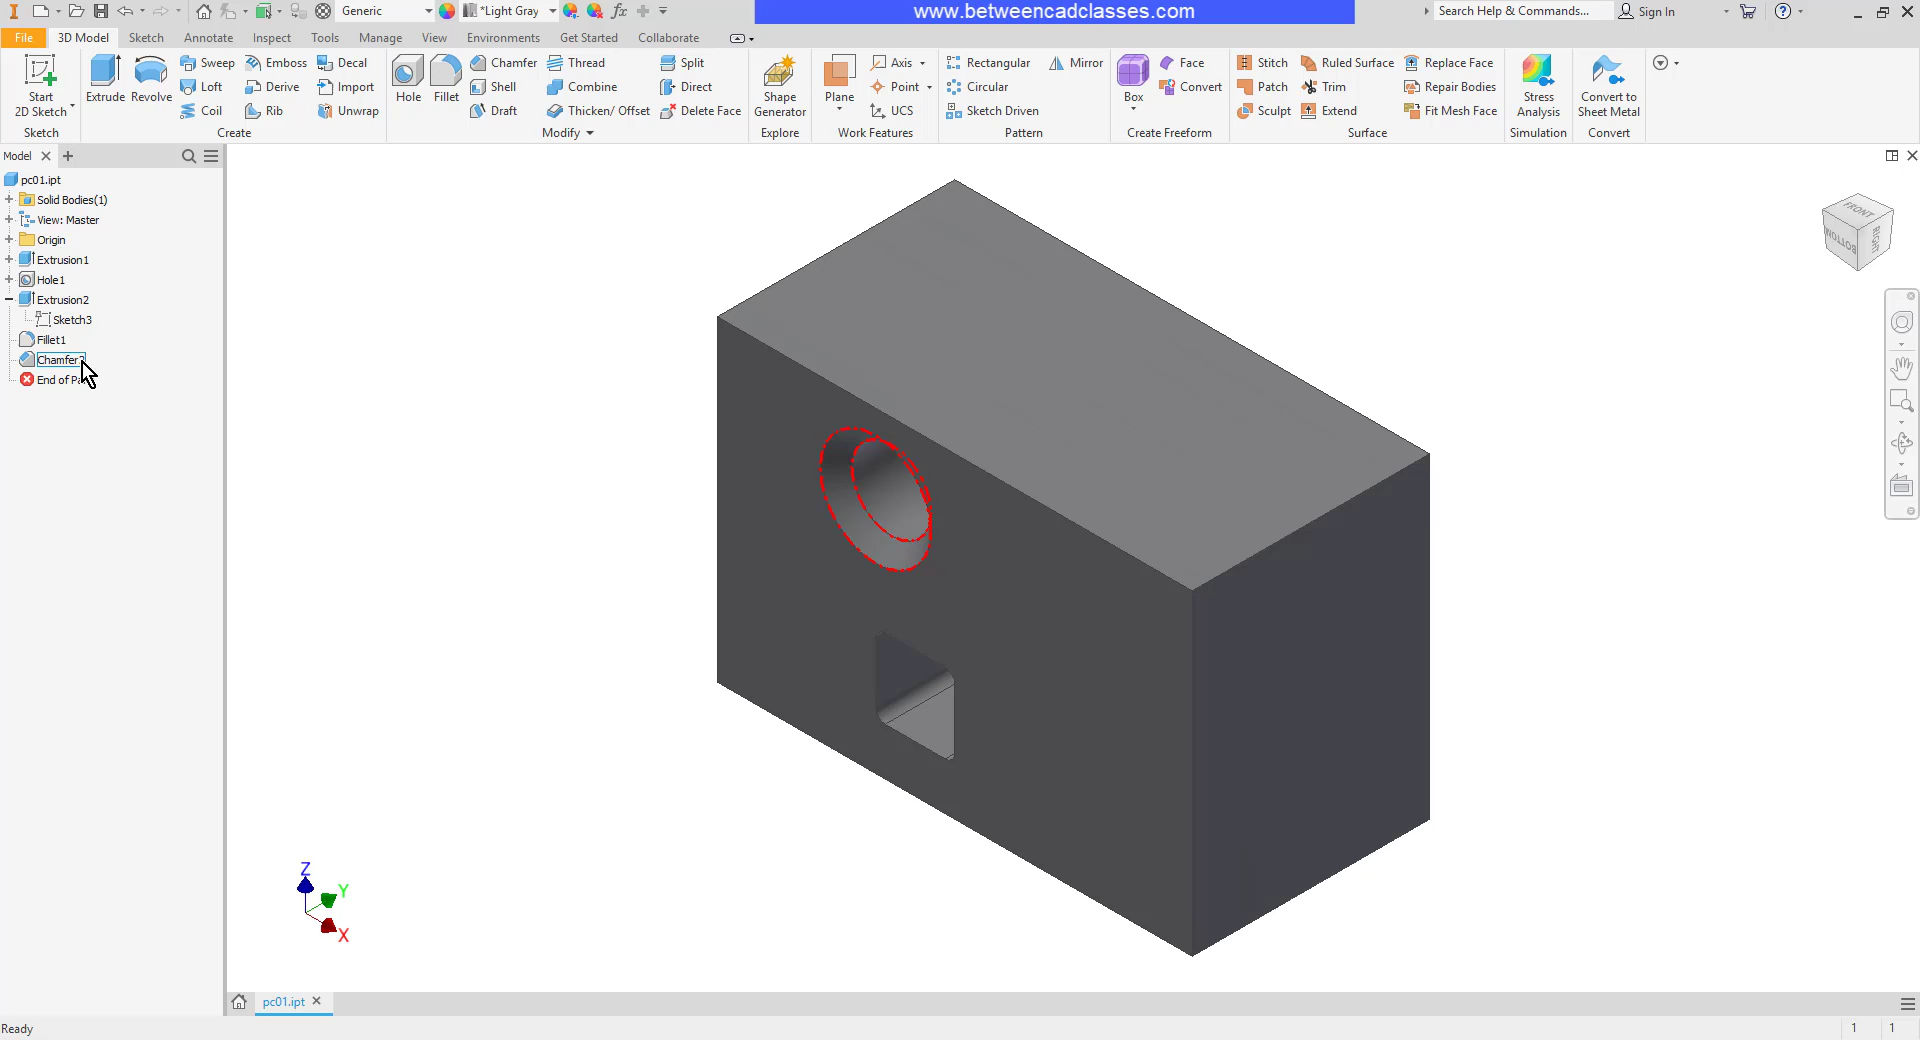 Generic
*Light Gray
fx
www.betweencadclasses.com
Search Help & Commands...
Sign In
File
3D Model
Sketch
Annotate
Inspect
Tools
Manage
View
Environments
Get Started
Collaborate
Start
2D Sketch
Sketch
Extrude
Revolve
Sweep
Loft
Coil
Emboss
Derive
Rib
Decal
Import
Unwrap
Create
Hole
Fillet
Chamfer
Shell
Draft
Thread
Combine
Thicken/ Offset
Split
Direct
Delete Face
Modify
Shape
Generator
Explore
Plane
Axis
Point
UCS
Work Features
Rectangular
Circular
Sketch Driven
Mirror
Pattern
Box
Face
Convert
Create Freeform
Stitch
Patch
Sculpt
Ruled Surface
Trim
Extend
Replace Face
Repair Bodies
Fit Mesh Face
Surface
Stress
Analysis
Simulation
Convert to
Sheet Metal
Convert
Model
pc01.ipt
Solid Bodies(1)
View: Master
Origin
Extrusion1
Hole1
Extrusion2
Sketch3
Fillet1
Chamfer
End of
FRONT
BOTTOM
RIGHT
Z
Y
X
pc01.ipt
Ready
1
1